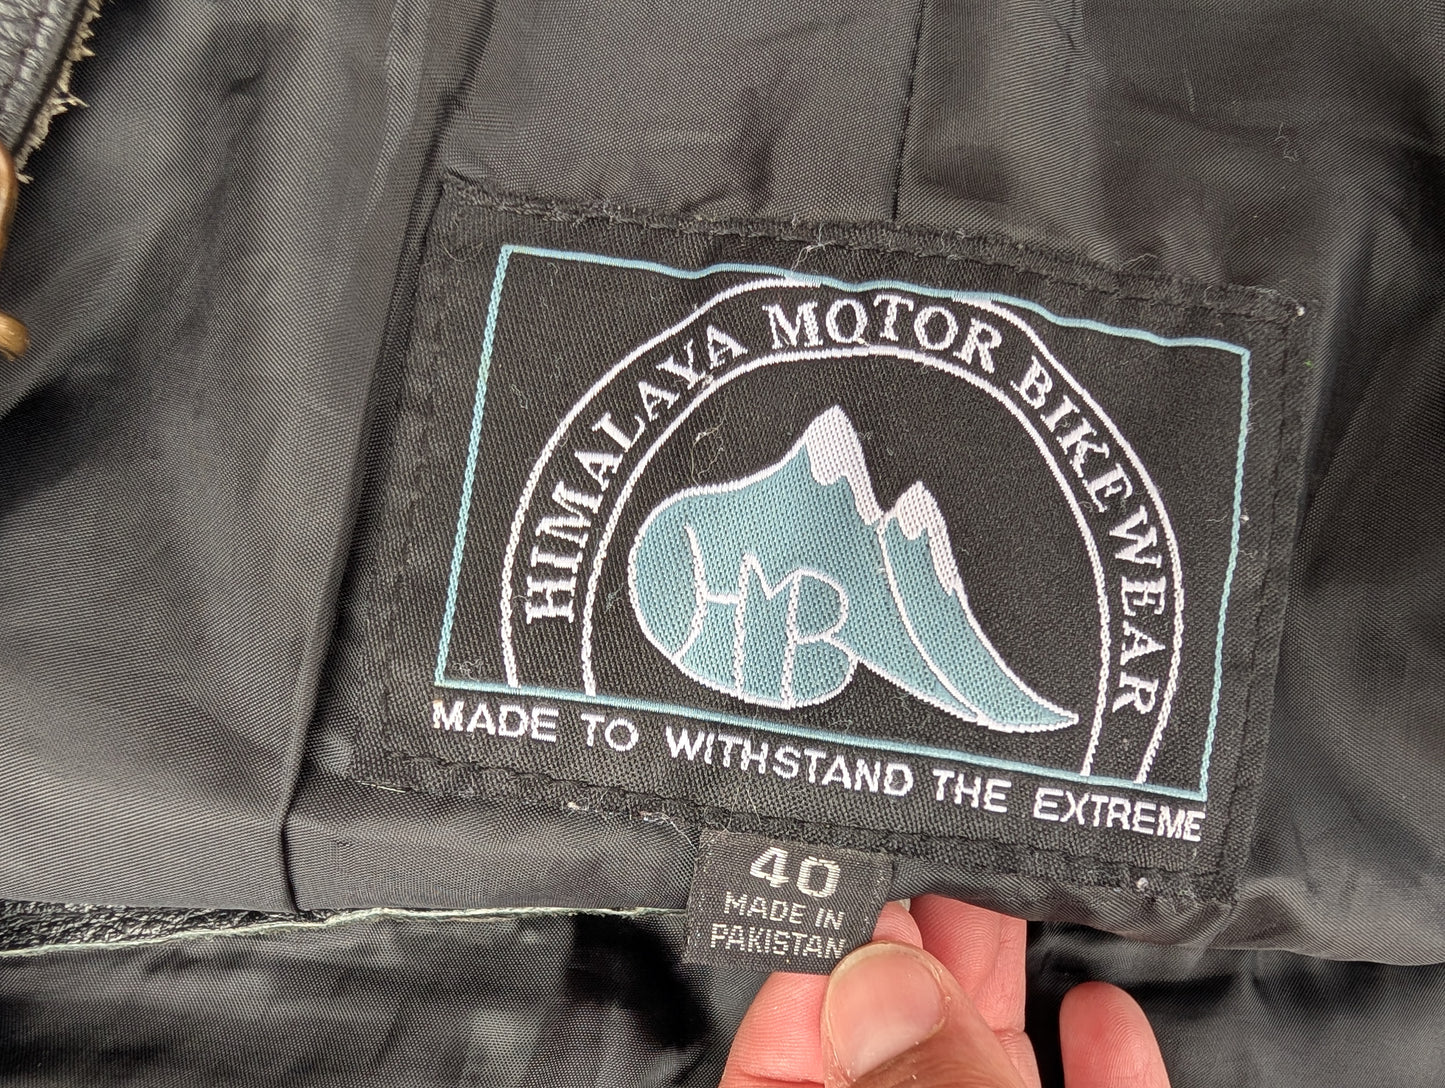 HIMALAYA MOTOR BIKEWEAR
HMB
MADE TO WITHSTAND THE EXTREME
40
MADE IN
PAKISTAN